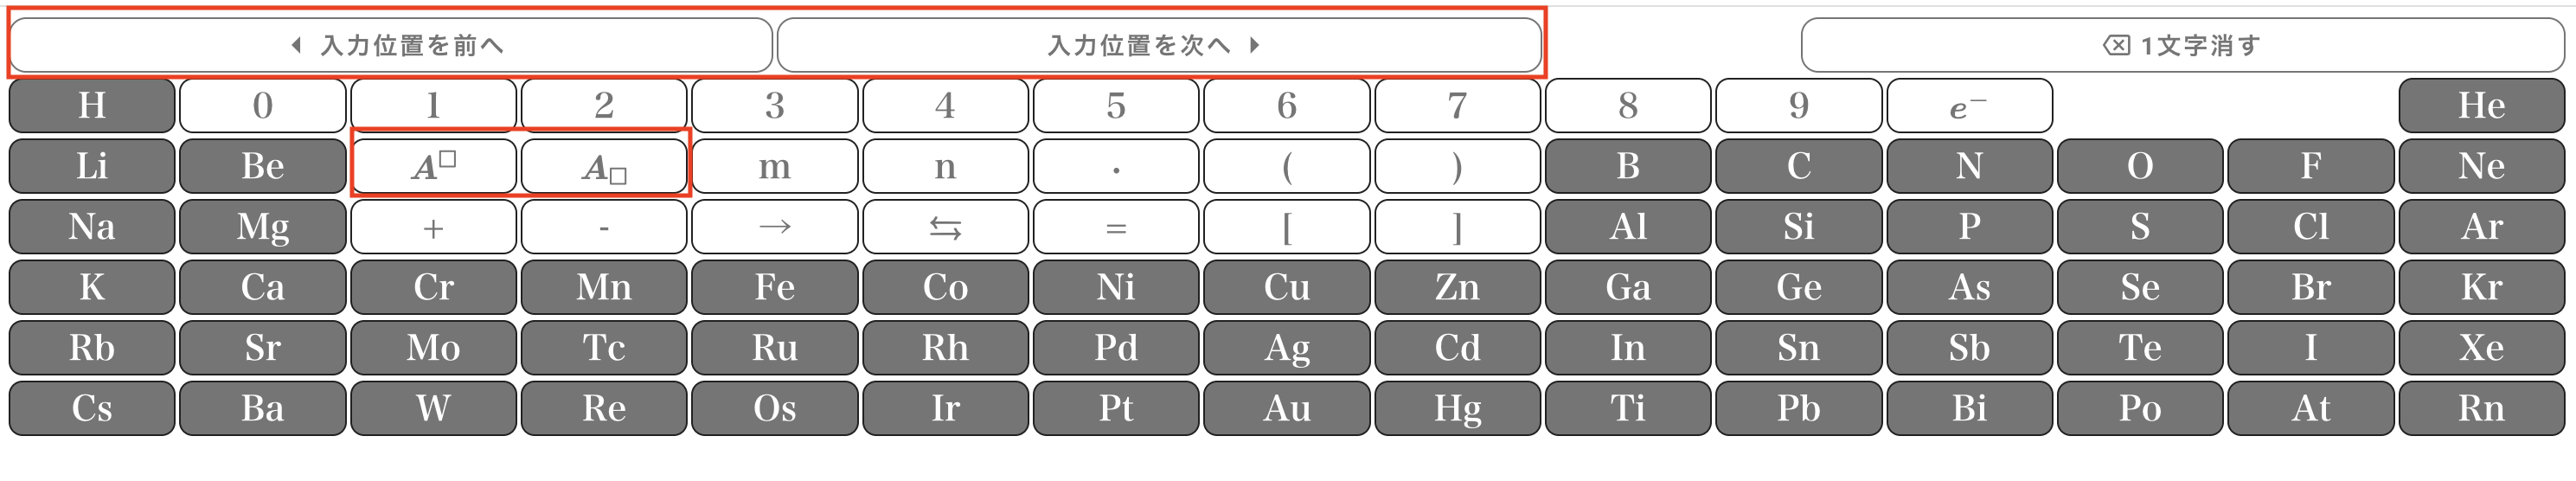 入力位置を前へ 入力位置を次へ 1文字消す
H 0 1 2 3 4 5 6 7 8 9 e⁻ He
Li Be A□ A□ m n . ( ) B C N O F Ne
Na Mg + - → ⇆ = [ ] Al Si P S Cl Ar
K Ca Cr Mn Fe Co Ni Cu Zn Ga Ge As Se Br Kr
Rb Sr Mo Tc Ru Rh Pd Ag Cd In Sn Sb Te I Xe
Cs Ba W Re Os Ir Pt Au Hg Ti Pb Bi Po At Rn